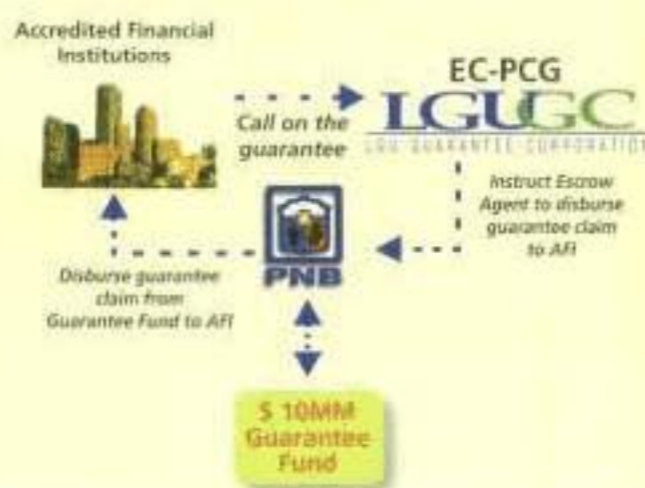 Accredited Financial
Institutions
EC-PCG
LGUGC
LGU GUARANTEE CORPORATION
Call on the
guarantee
Instruct Escrow
Agent to disburse
guarantee claim
to AFI
PNB
Disburse guarantee
claim from
Guarantee Fund to AFI
$ 10MM
Guarantee
Fund